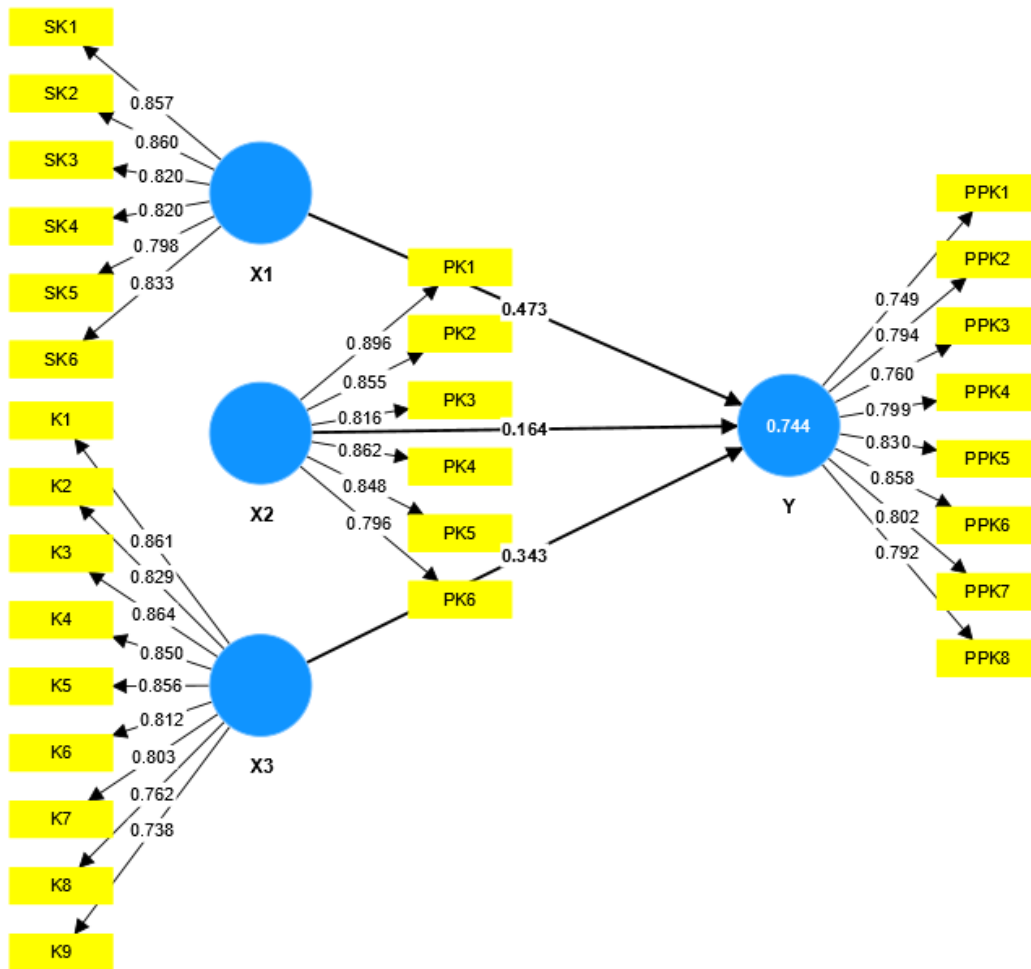 SK1
SK2
SK3
SK4
SK5
SK6
0.857
0.860
0.820
0.820
0.798
0.833
X1
PK1
PK2
PK3
PK4
PK5
PK6
0.896
0.855
0.816
0.862
0.848
0.796
X2
K1
K2
K3
K4
K5
K6
K7
K8
K9
0.861
0.829
0.864
0.850
0.856
0.812
0.803
0.762
0.738
X3
0.473
0.164
0.343
0.744
Y
0.749
0.794
0.760
0.799
0.830
0.858
0.802
0.792
PPK1
PPK2
PPK3
PPK4
PPK5
PPK6
PPK7
PPK8